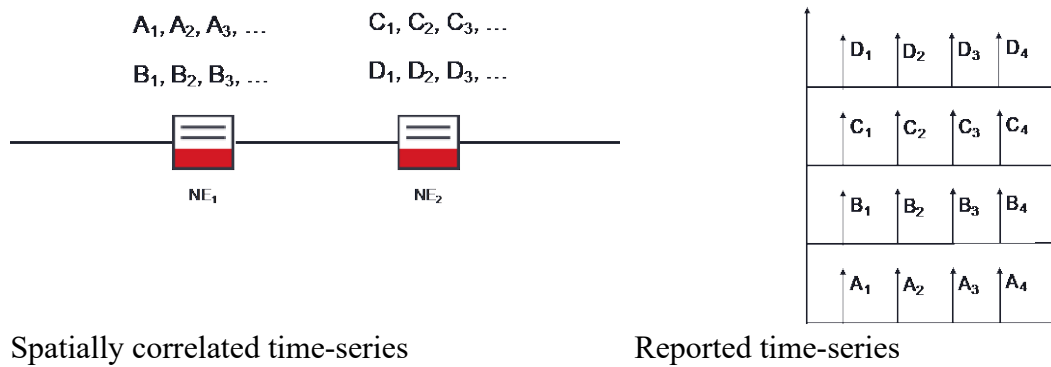 A₁, A₂, A₃, ...
B₁, B₂, B₃, ...
C₁, C₂, C₃, ...
D₁, D₂, D₃, ...
NE₁
NE₂
D₁ D₂ D₃ D₄
C₁ C₂ C₃ C₄
B₁ B₂ B₃ B₄
A₁ A₂ A₃ A₄
Spatially correlated time-series
Reported time-series